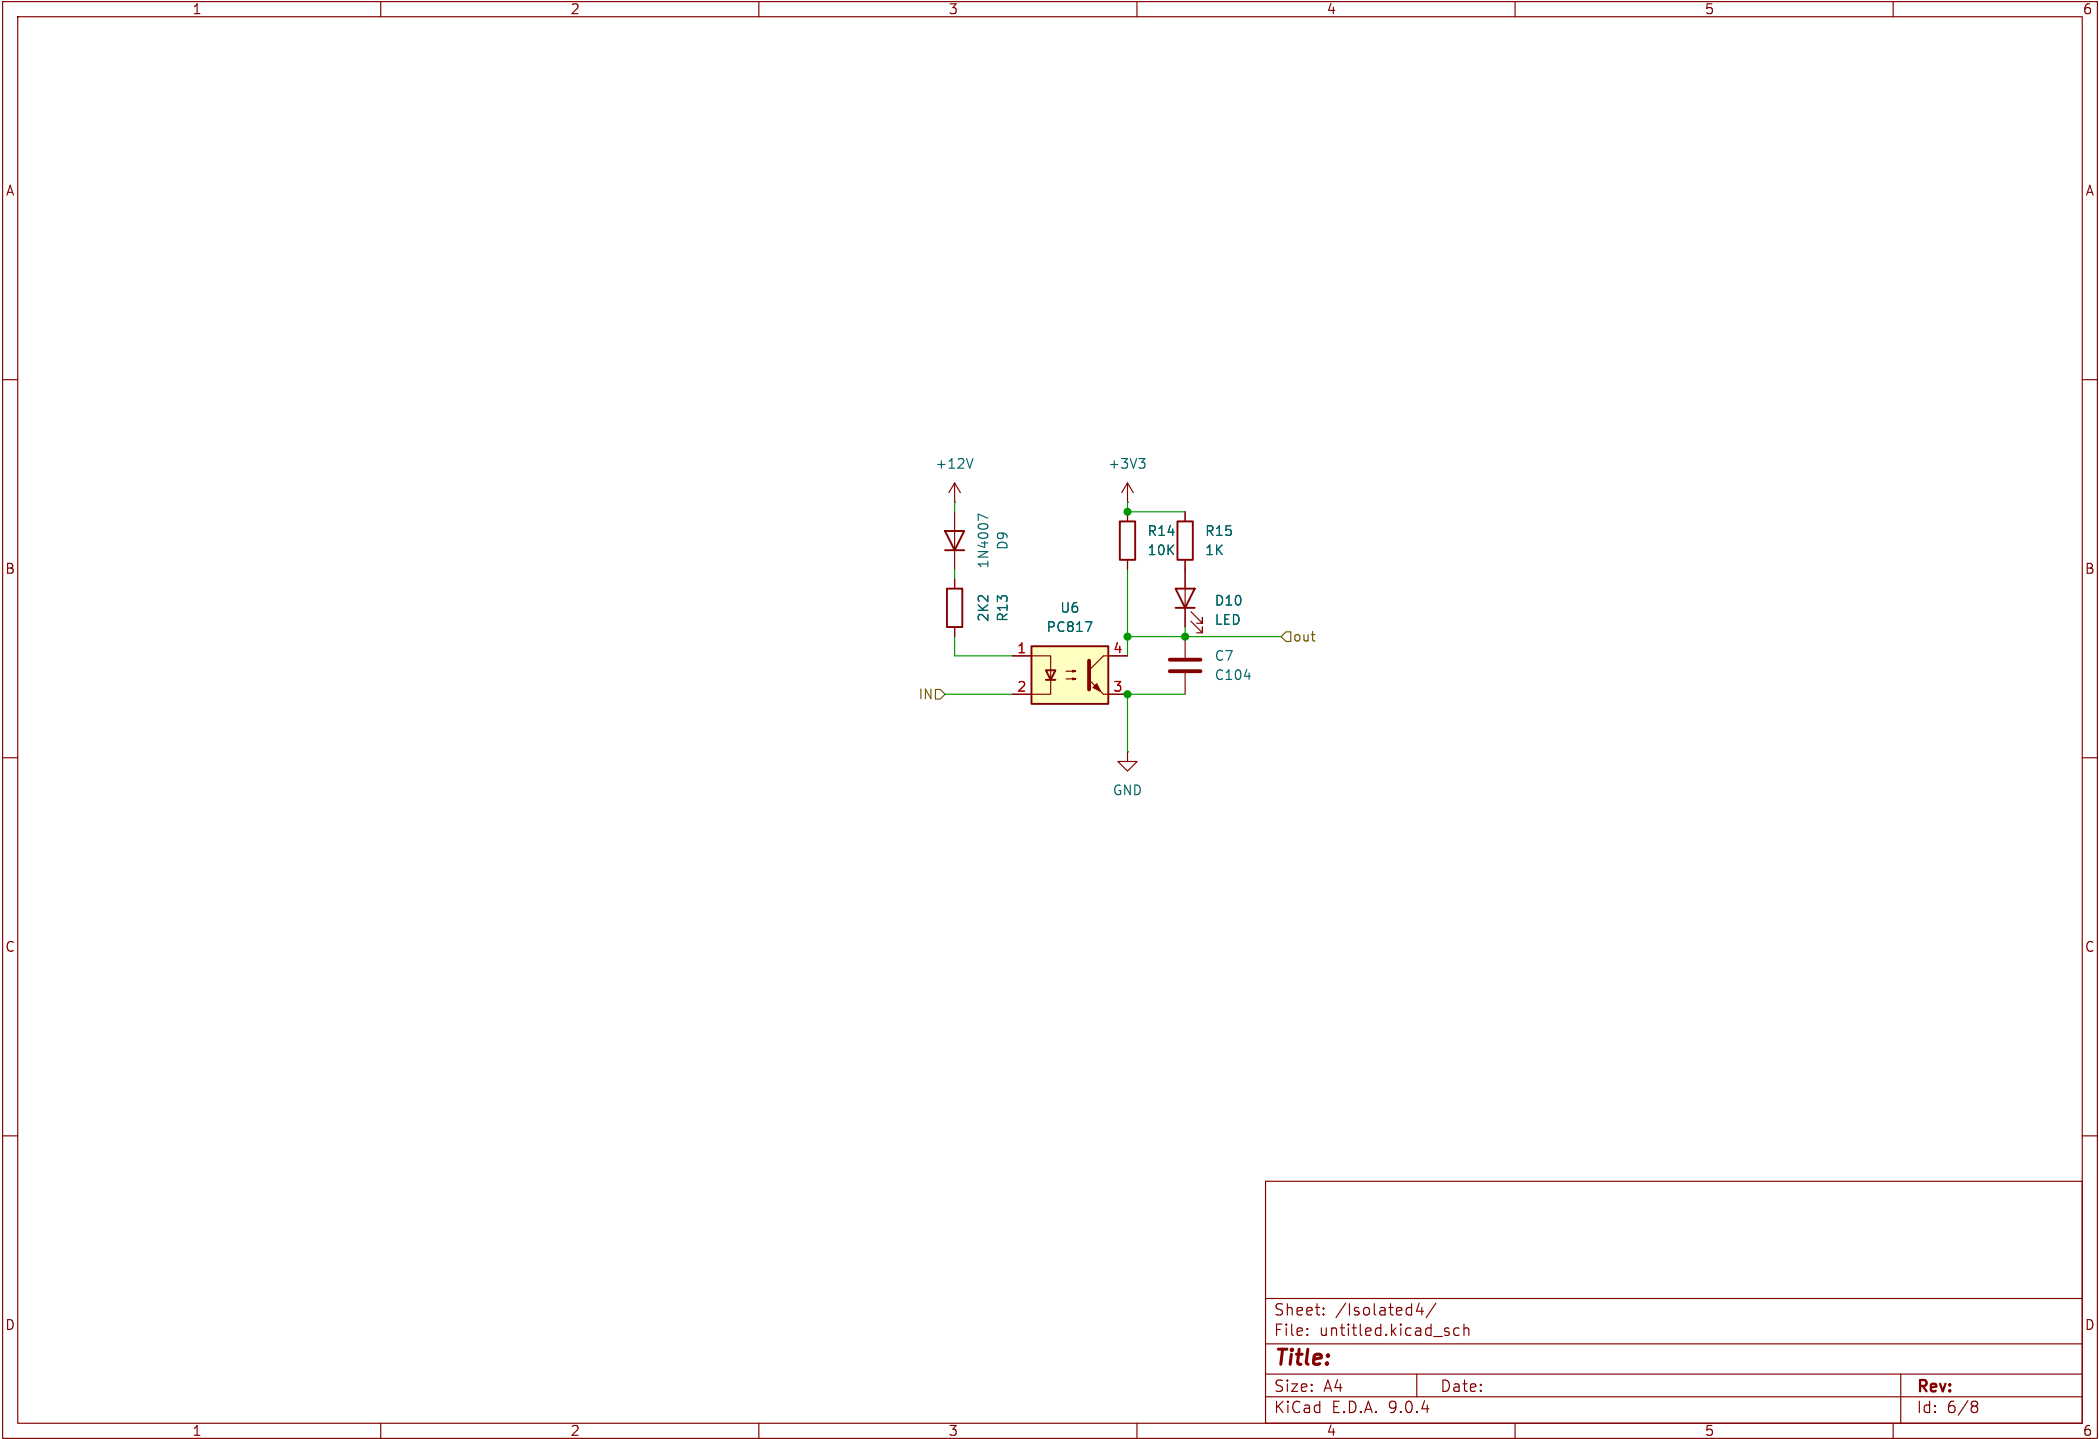 1 2 3 4 5 6
A A
+12V +3V3
1N4007
D9
R14
10K
R15
1K
B B
2K2
R13
U6
PC817
D10
LED
out
1 4
2 3
IN
C7
C104
GND
C C
Sheet: /Isolated4/
File: untitled.kicad_sch
D D
Title:
Size: A4 Date: Rev:
KiCad E.D.A. 9.0.4 Id: 6/8
1 2 3 4 5 6